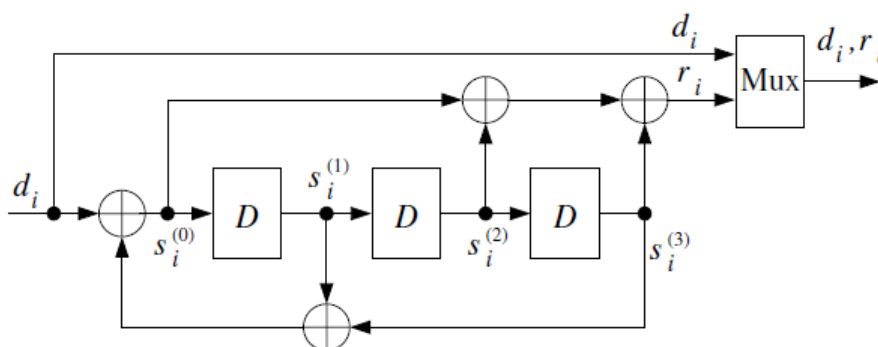 d_i
d_i, r_i
r_i
Mux
d_i
s_i^(0)
D
s_i^(1)
D
s_i^(2)
D
s_i^(3)